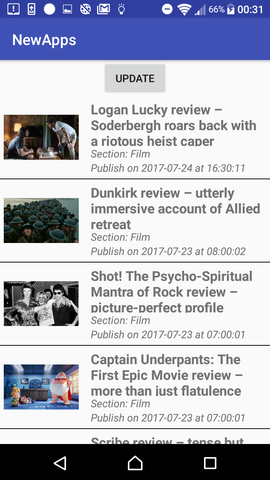 66% 00:31
NewApps
UPDATE
Logan Lucky review –
Soderbergh roars back with
a riotous heist caper
Section: Film
Publish on 2017-07-24 at 16:30:11
Dunkirk review – utterly
immersive account of Allied
retreat
Section: Film
Publish on 2017-07-23 at 08:00:02
Shot! The Psycho-Spiritual
Mantra of Rock review –
picture-perfect profile
Section: Film
Publish on 2017-07-23 at 07:00:01
Captain Underpants: The
First Epic Movie review –
more than just flatulence
Section: Film
Publish on 2017-07-23 at 07:00:01
Scribe review – tense but